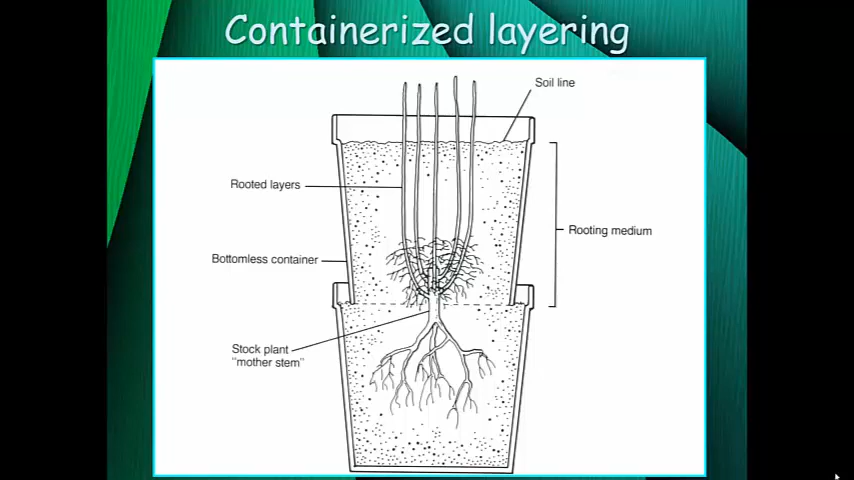 Containerized layering
Soil line
Rooted layers
Rooting medium
Bottomless container
Stock plant
"mother stem"